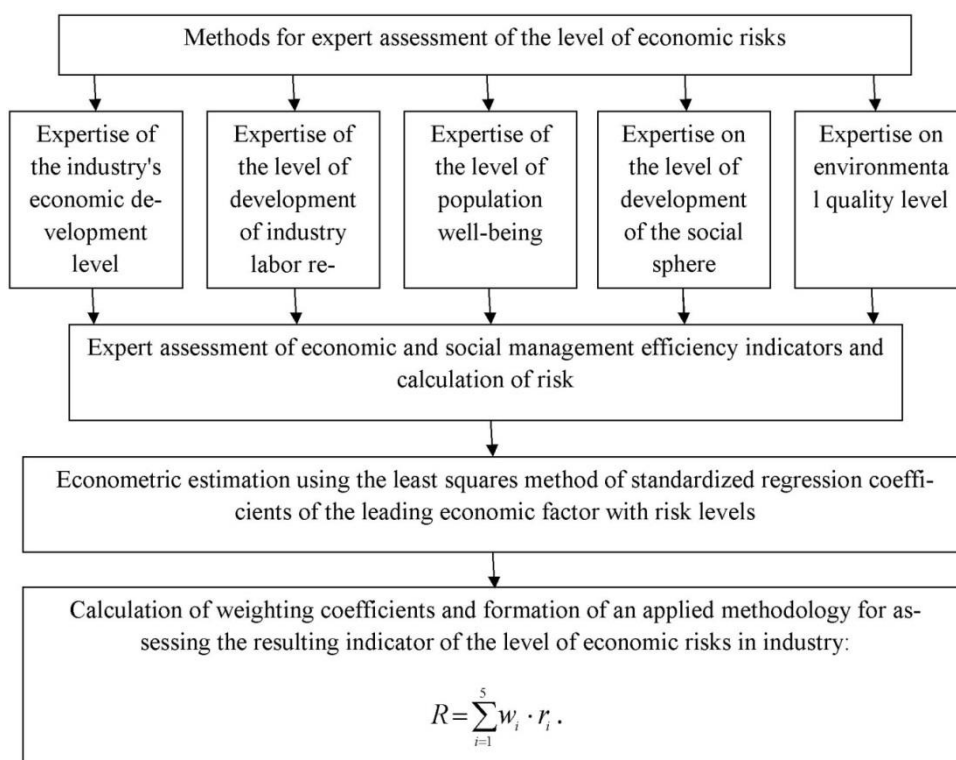 Methods for expert assessment of the level of economic risks
Expertise of
the industry's
economic de-
velopment
level
Expertise of
the level of
development
of industry
labor re-
Expertise of
the level of
population
well-being
Expertise on
the level of
development
of the social
sphere
Expertise on
environmenta
l quality level
Expert assessment of economic and social management efficiency indicators and
calculation of risk
Econometric estimation using the least squares method of standardized regression coeffi-
cients of the leading economic factor with risk levels
Calculation of weighting coefficients and formation of an applied methodology for as-
sessing the resulting indicator of the level of economic risks in industry:
R = ∑_{i=1}^{5} w_i · r_i .